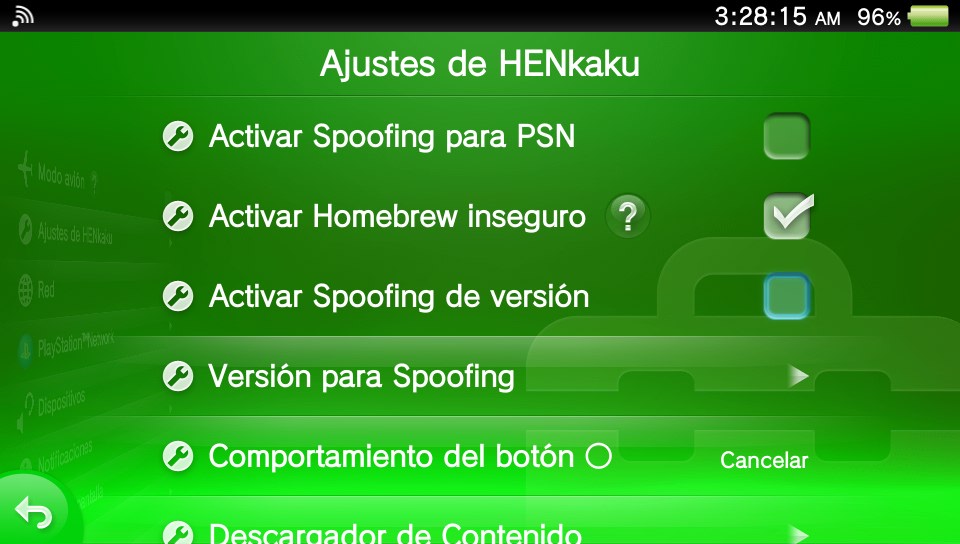 3:28:15 AM 96%
Ajustes de HENkaku
Activar Spoofing para PSN
Activar Homebrew inseguro ?
Activar Spoofing de versión
Versión para Spoofing
Comportamiento del botón ○ Cancelar
Descargador de Contenido
Modo avión
Ajustes de HENkaku
Red
PlayStation™Network
Dispositivos
Notificaciones